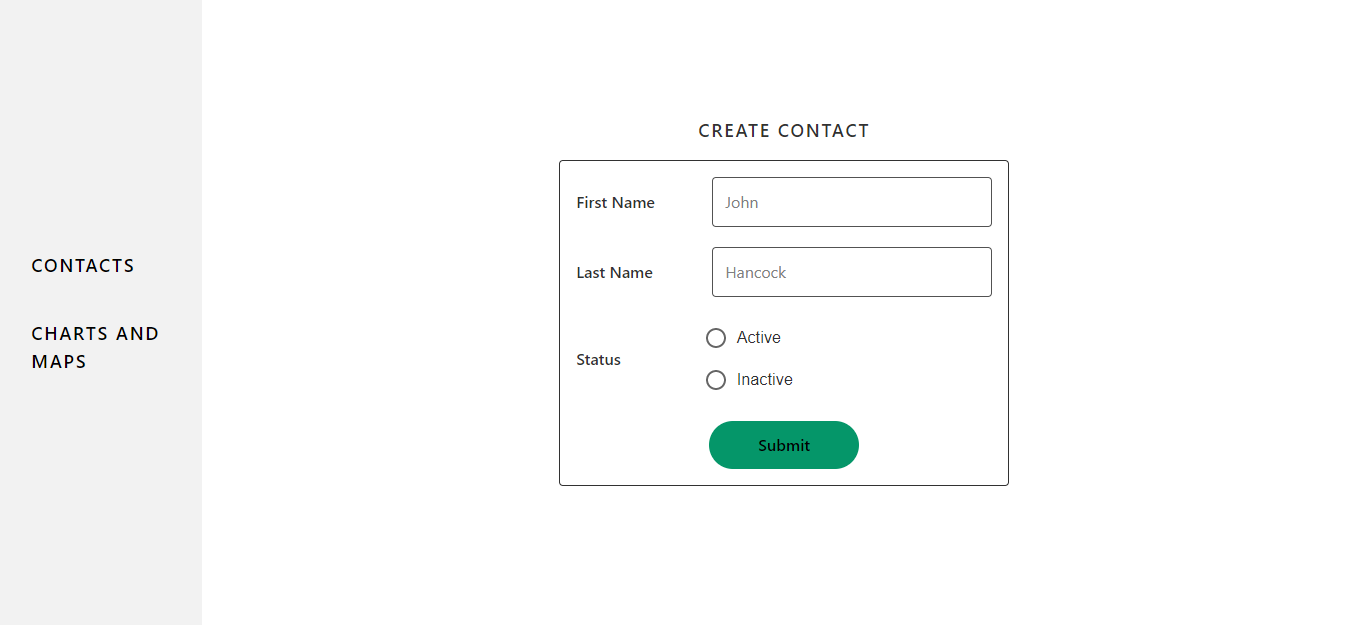 CONTACTS
CHARTS AND
MAPS
CREATE CONTACT
First Name
John
Last Name
Hancock
Status
Active
Inactive
Submit